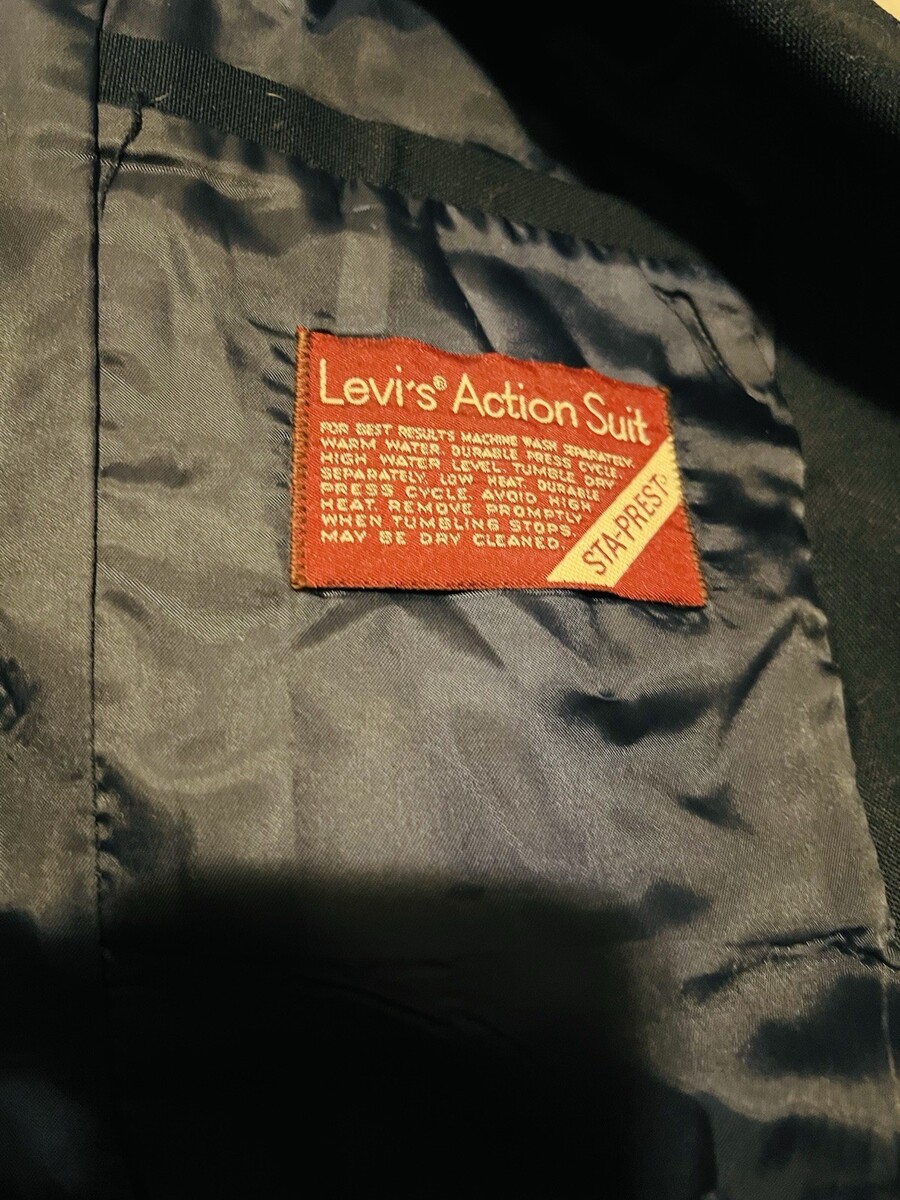 Levi's® Action Suit
FOR BEST RESULTS MACHINE WASH SEPARATELY.
WARM WATER. DURABLE PRESS CYCLE.
HIGH WATER LEVEL. TUMBLE DRY
SEPARATELY. LOW HEAT. DURABLE
PRESS CYCLE. AVOID HIGH
HEAT. REMOVE PROMPTLY
WHEN TUMBLING STOPS.
MAY BE DRY CLEANED.
STA-PREST®